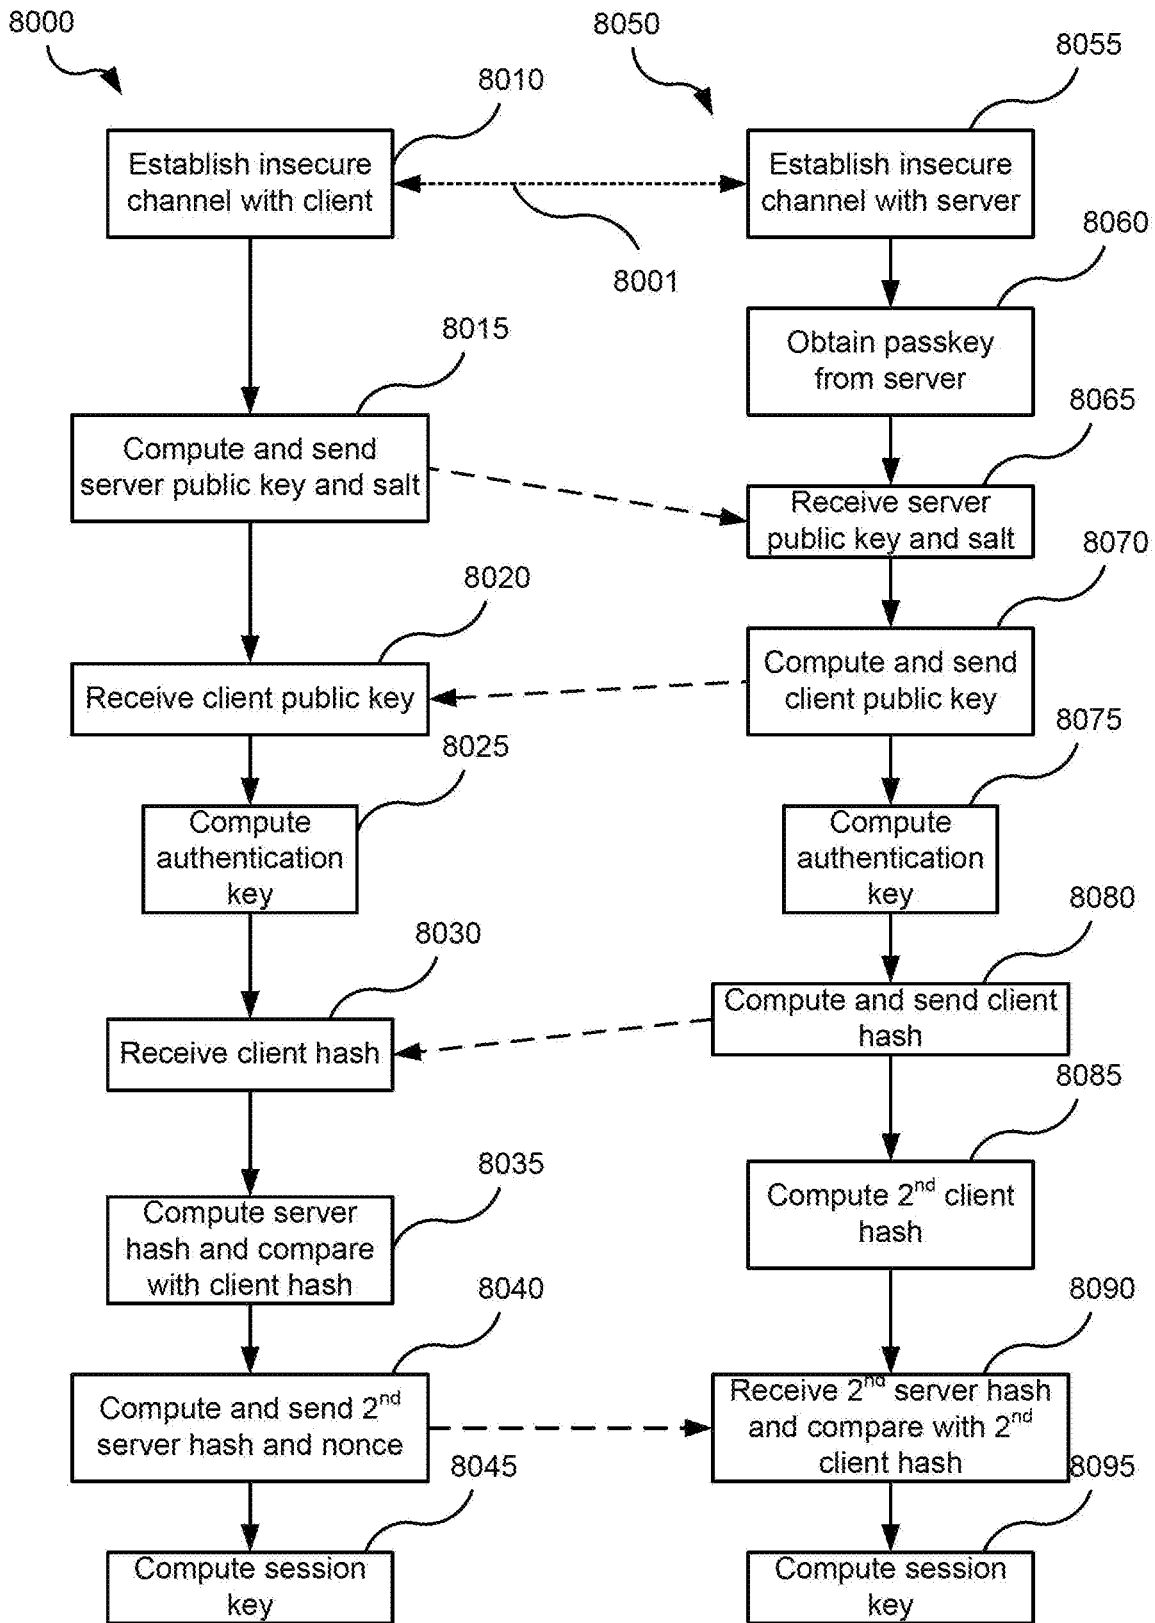 8000
8050
8055
8010
Establish insecure
channel with client
Establish insecure
channel with server
8001
8060
Obtain passkey
from server
8015
8065
Compute and send
server public key and salt
Receive server
public key and salt
8070
8020
Compute and send
client public key
Receive client public key
8025
8075
Compute
authentication
key
Compute
authentication
key
8080
8030
Compute and send client
hash
Receive client hash
8085
8035
Compute 2nd client
hash
Compute server
hash and compare
with client hash
8040
8090
Compute and send 2nd
server hash and nonce
Receive 2nd server hash
and compare with 2nd
client hash
8045
8095
Compute session
key
Compute session
key